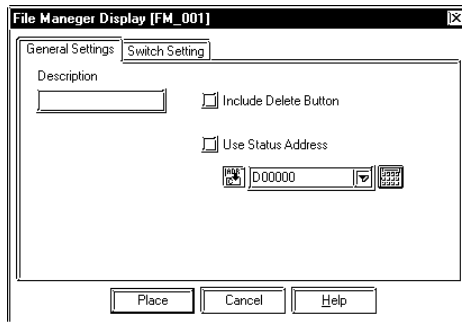 File Maneger Display [FM_001]
General Settings Switch Setting
Description
Include Delete Button
Use Status Address
D00000
Place Cancel Help